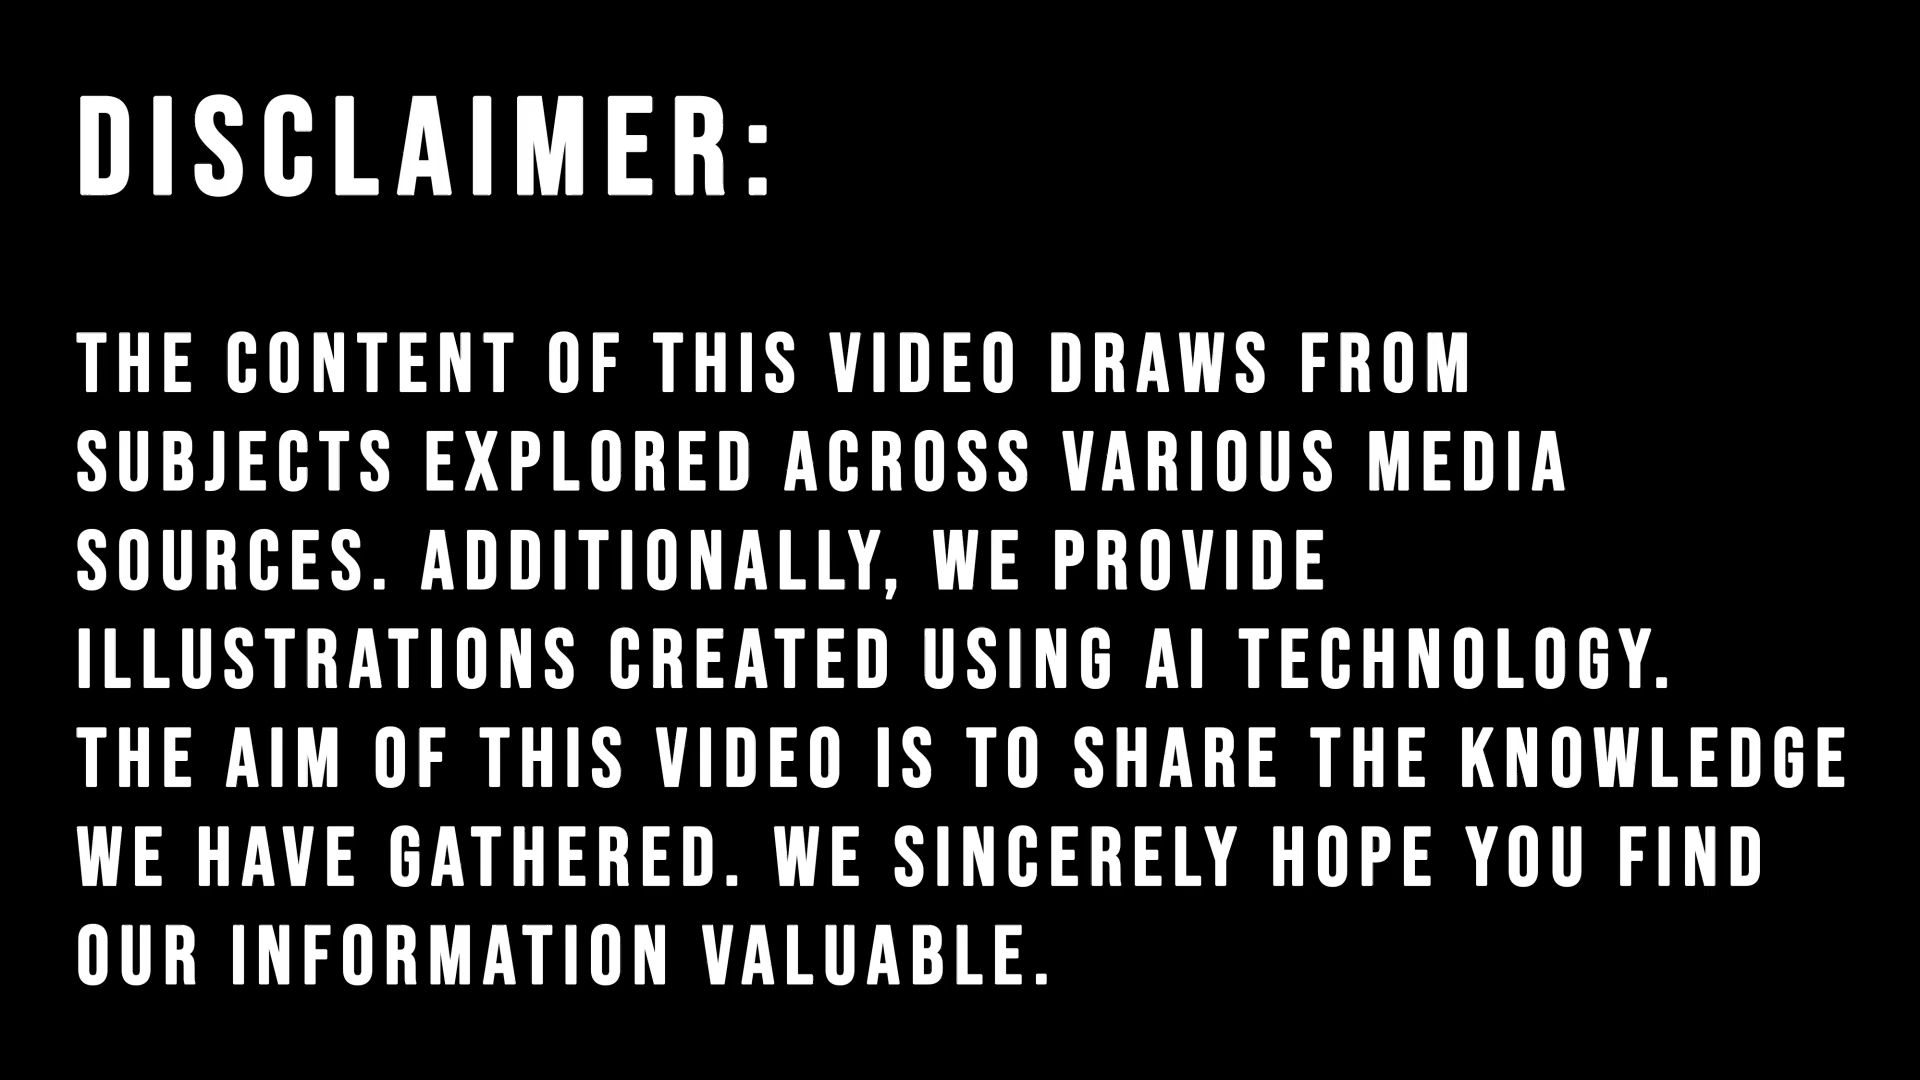 DISCLAIMER:
THE CONTENT OF THIS VIDEO DRAWS FROM
SUBJECTS EXPLORED ACROSS VARIOUS MEDIA
SOURCES. ADDITIONALLY, WE PROVIDE
ILLUSTRATIONS CREATED USING AI TECHNOLOGY.
THE AIM OF THIS VIDEO IS TO SHARE THE KNOWLEDGE
WE HAVE GATHERED. WE SINCERELY HOPE YOU FIND
OUR INFORMATION VALUABLE.